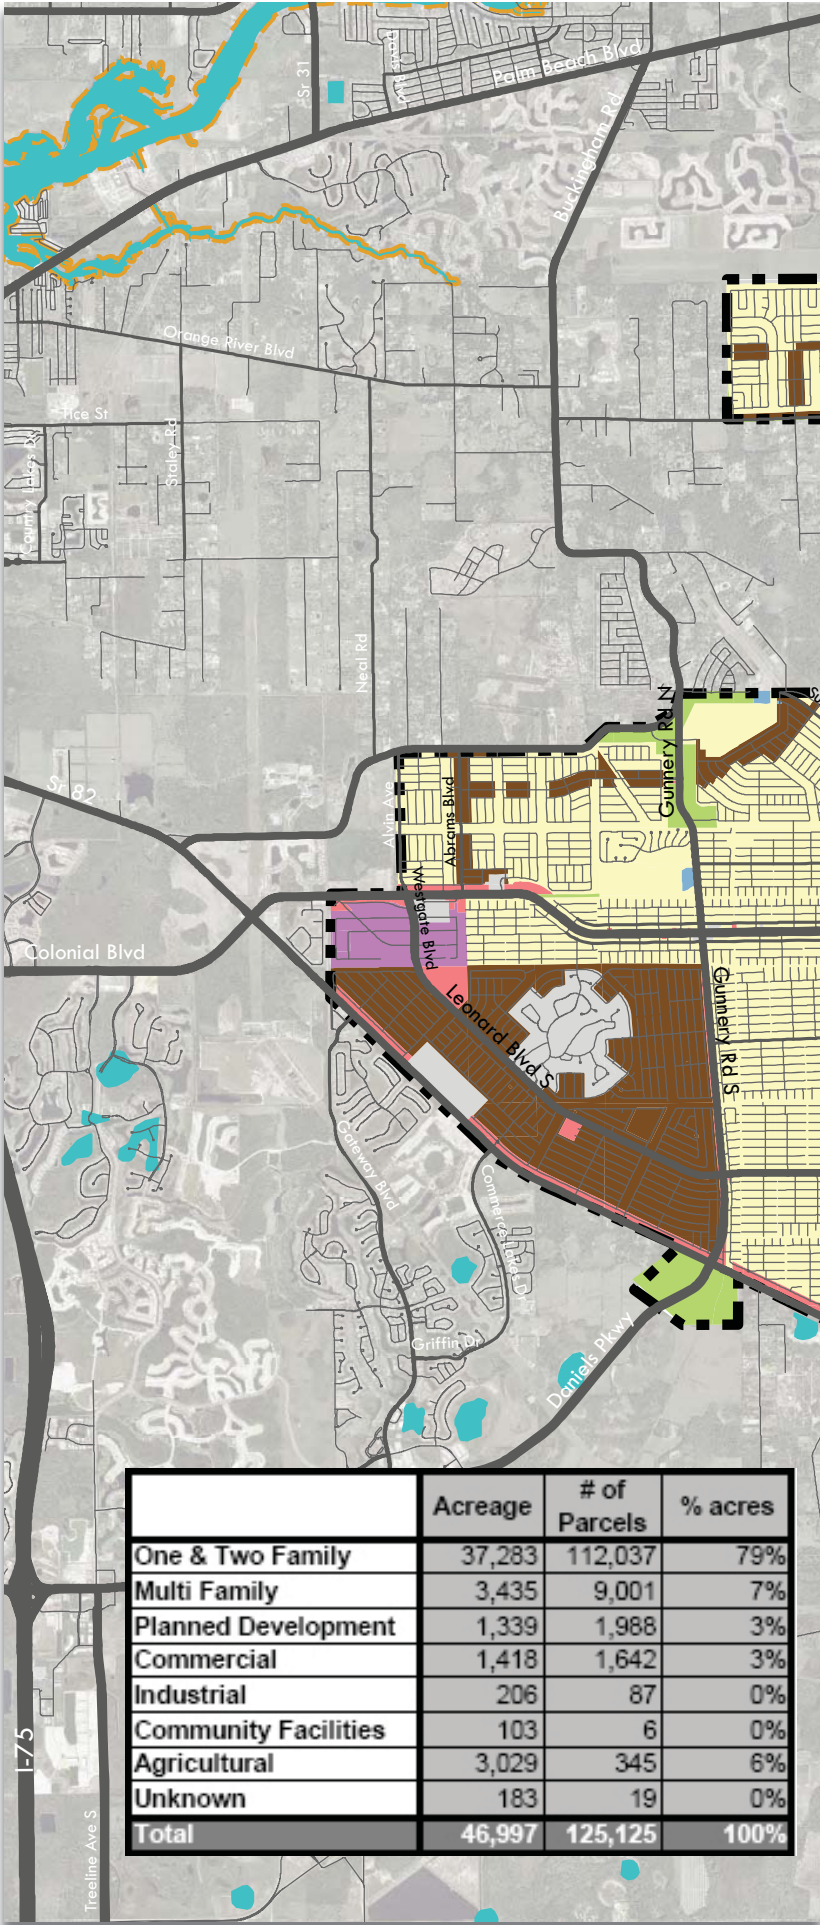 Sr 31
Palm Beach Blvd
Buckingham Rd
Orange River Blvd
Tice St
Staley Rd
Country Lakes Dr
Neal Rd
Gunnery Rd N
Sr 82
Alvin Ave
Abrams Blvd
Westgate Blvd
Colonial Blvd
Leonard Blvd S
Gunnery Rd S
Gateway Blvd
Commerce Lakes Dr
Griffin Dr
Daniels Pkwy
I-75
Treeline Ave S
Acreage # of Parcels % acres
One & Two Family 37,283 112,037 79%
Multi Family 3,435 9,001 7%
Planned Development 1,339 1,988 3%
Commercial 1,418 1,642 3%
Industrial 206 87 0%
Community Facilities 103 6 0%
Agricultural 3,029 345 6%
Unknown 183 19 0%
Total 46,997 125,125 100%